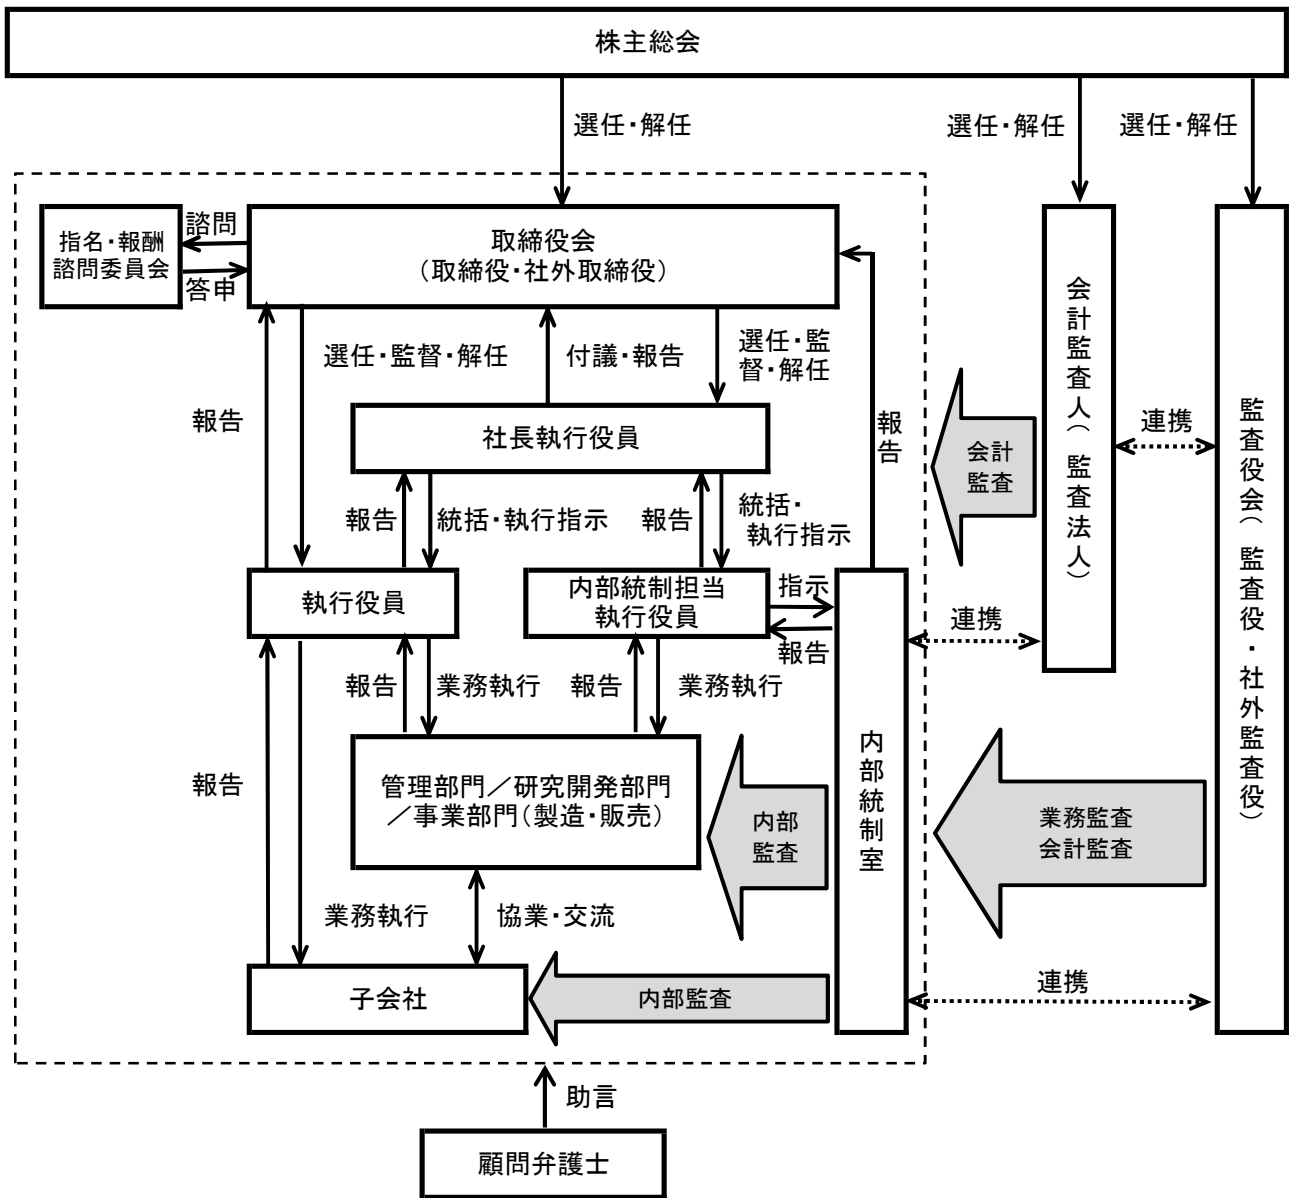 株主総会
選任・解任
選任・解任
選任・解任
指名・報酬
諮問委員会
諮問
答申
取締役会
（取締役・社外取締役）
選任・監督・解任
付議・報告
選任・監
督・解任
報告
社長執行役員
報告
統括・執行指示
報告
統括・
執行指示
報告
執行役員
内部統制担当
執行役員
指示
報告
報告
業務執行
報告
業務執行
管理部門／研究開発部門
／事業部門（製造・販売）
内部
監査
内部統制室
報告
業務執行
協業・交流
子会社
内部監査
会計
監査
会計監査人（監査法人）
連携
連携
監査役会（監査役・社外監査役）
業務監査
会計監査
連携
助言
顧問弁護士